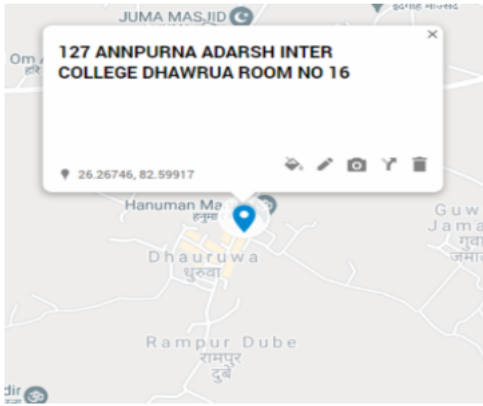 JUMA MASJID
127 ANNPURNA ADARSH INTER
COLLEGE DHAWRUA ROOM NO 16
26.26746, 82.59917
Om
हरि
Hanuman Ma
हनुमा
Dhauruwa
धुरुवा
Guw
Jama
गुवा
जमा
Rampur Dube
रामपुर
दुबे
dir